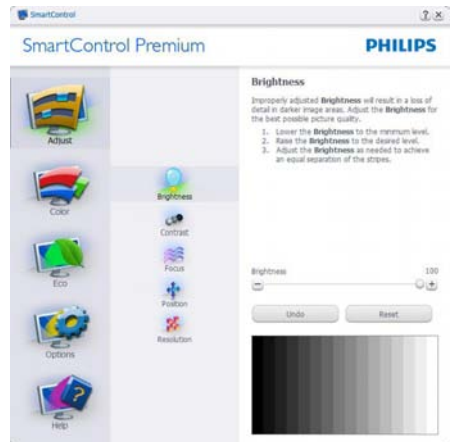 SmartControl
SmartControl Premium
PHILIPS
Adjust
Color
Eco
Options
Help
Brightness
Contrast
Focus
Position
Resolution
Brightness
Improperly adjusted Brightness will result in a loss of
detail in darker image areas. Adjust the Brightness for
the best possible picture quality.
1. Lower the Brightness to the minimum level.
2. Raise the Brightness to the desired level.
3. Adjust the Brightness as needed to achieve
an equal separation of the stripes.
Brightness 100
Undo Reset